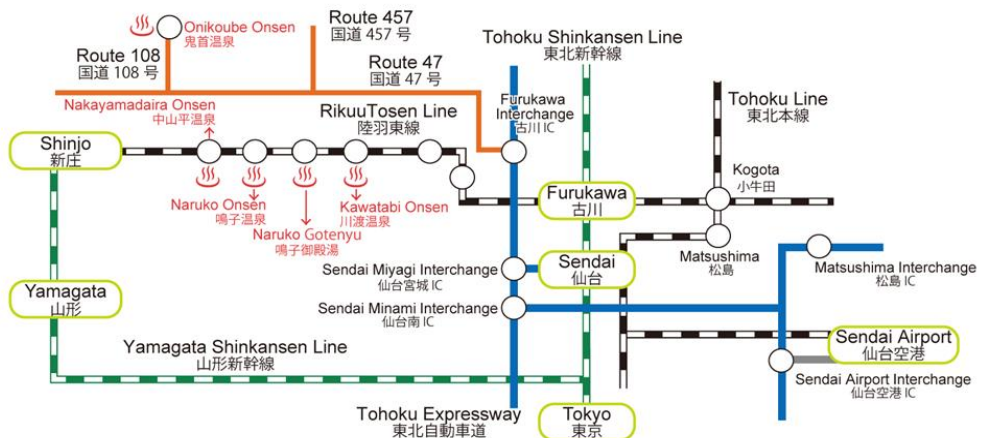 Onikoube Onsen
鬼首温泉
Route 457
国道 457 号
Route 108
国道 108 号
Route 47
国道 47 号
Tohoku Shinkansen Line
東北新幹線
Nakayamadaira Onsen
中山平温泉
RikuuTosen Line
陸羽東線
Furukawa
Interchange
古川 IC
Tohoku Line
東北本線
Shinjo
新庄
Kogota
小牛田
Naruko Onsen
鳴子温泉
Kawatabi Onsen
川渡温泉
Naruko Gotenyu
鳴子御殿湯
Furukawa
古川
Matsushima
松島
Sendai Miyagi Interchange
仙台宮城 IC
Sendai
仙台
Matsushima Interchange
松島 IC
Yamagata
山形
Sendai Minami Interchange
仙台南 IC
Yamagata Shinkansen Line
山形新幹線
Sendai Airport
仙台空港
Sendai Airport Interchange
仙台空港 IC
Tohoku Expressway
東北自動車道
Tokyo
東京